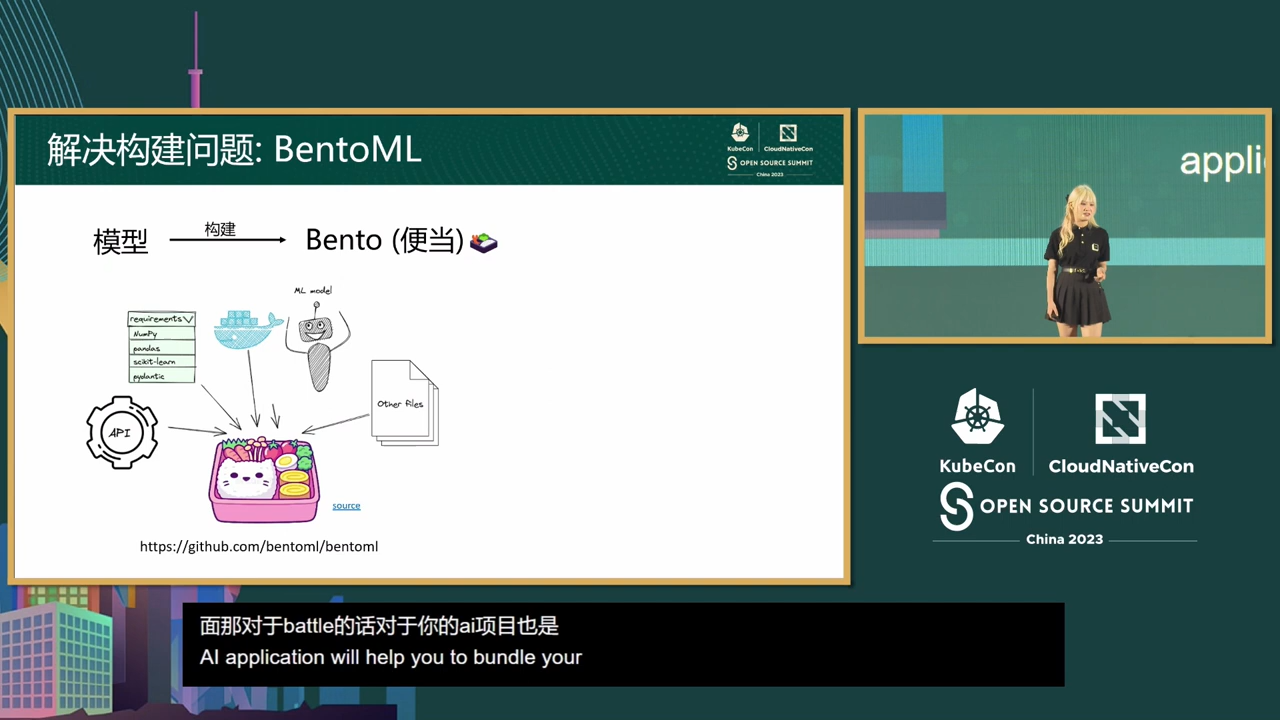 解决构建问题: BentoML
KubeCon
CloudNativeCon
OPEN SOURCE SUMMIT
China 2023
模型
构建
Bento (便当)
ML model
requirements
NumPy
pandas
scikit-learn
pydantic
API
Other files
source
https://github.com/bentoml/bentoml
appli
KubeCon
CloudNativeCon
OPEN SOURCE SUMMIT
China 2023
面那对于battle的话对于你的ai项目也是
AI application will help you to bundle your